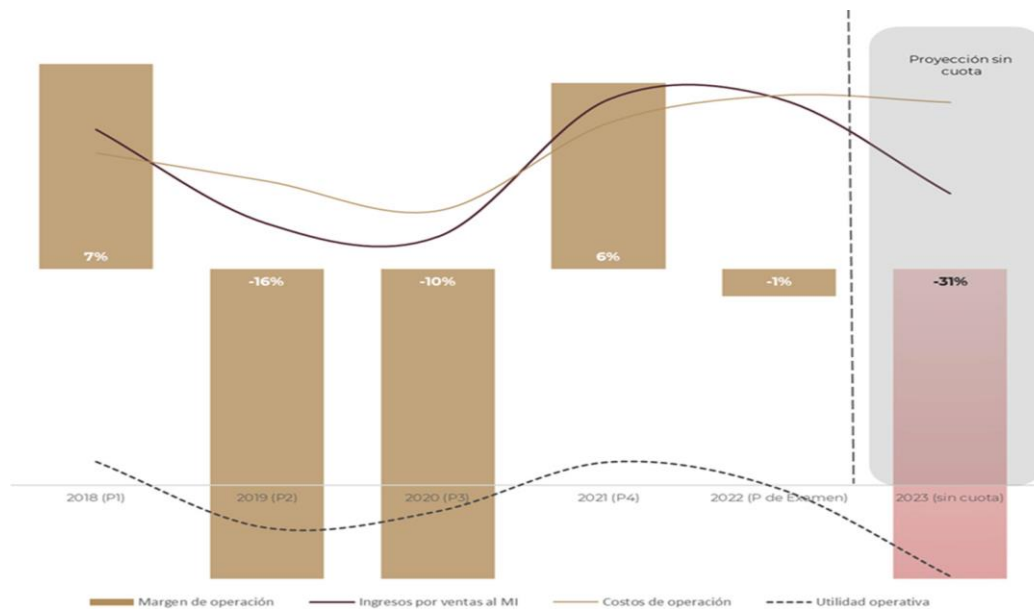 Proyección sin
cuota
7%
-16%
-10%
6%
-1%
-31%
2018 (P1)
2019 (P2)
2020 (P3)
2021 (P4)
2022 (P de Examen)
2023 (sin cuota)
Margen de operación
Ingresos por ventas al MI
Costos de operación
Utilidad operativa